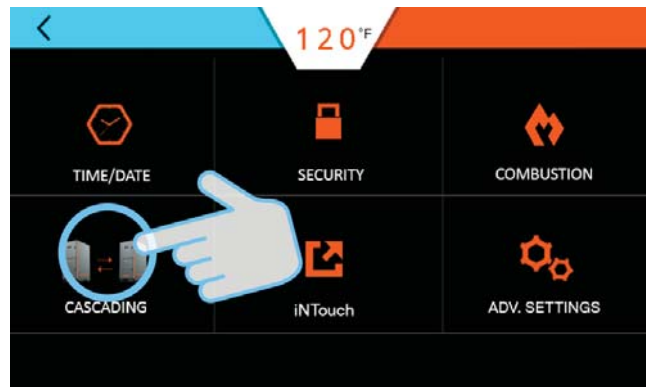 120°F
TIME/DATE
SECURITY
COMBUSTION
CASCADING
iNTouch
ADV. SETTINGS